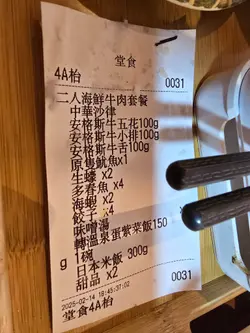 堂食
4A枱 0031
二人海鮮牛肉套餐
中華沙律
安格斯牛五花100g
安格斯牛小排100g
安格斯牛舌100g
原隻魷魚x1
生蠔 x2
多春魚 x4
海蝦 x2
餃子 x4
味噌湯
轉溫泉蛋紫菜飯150
g 1碗
日本米飯 300g
甜品 x2
0031
2025-02-14 18:45:37.02
堂食4A枱